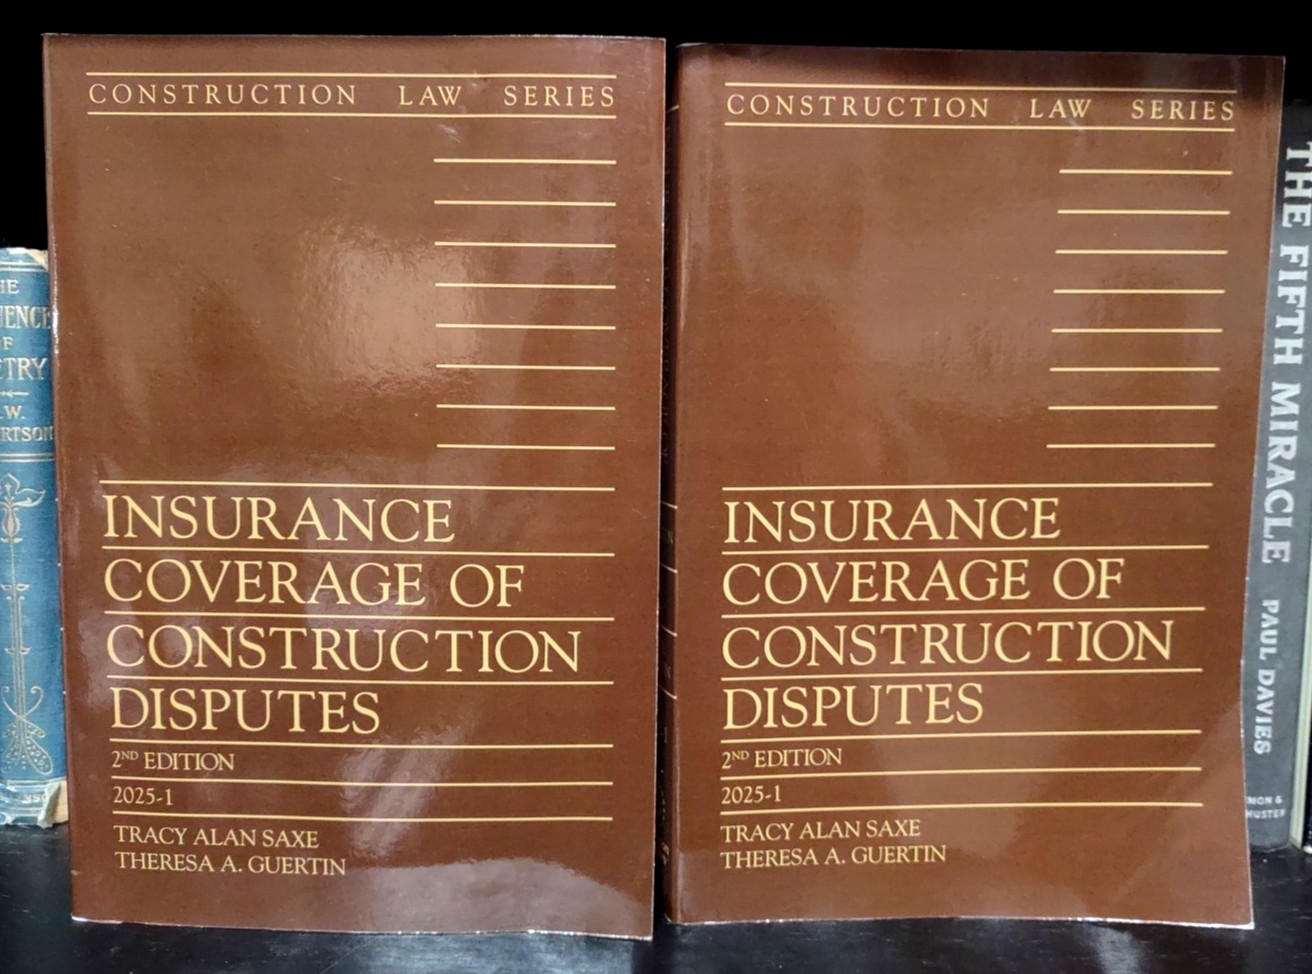 CONSTRUCTION LAW SERIES
INSURANCE
COVERAGE OF
CONSTRUCTION
DISPUTES
2ND EDITION
2025-1
TRACY ALAN SAXE
THERESA A. GUERTIN
CONSTRUCTION LAW SERIES
INSURANCE
COVERAGE OF
CONSTRUCTION
DISPUTES
2ND EDITION
2025-1
TRACY ALAN SAXE
THERESA A. GUERTIN
THE FIFTH MIRACLE PAUL DAVIES